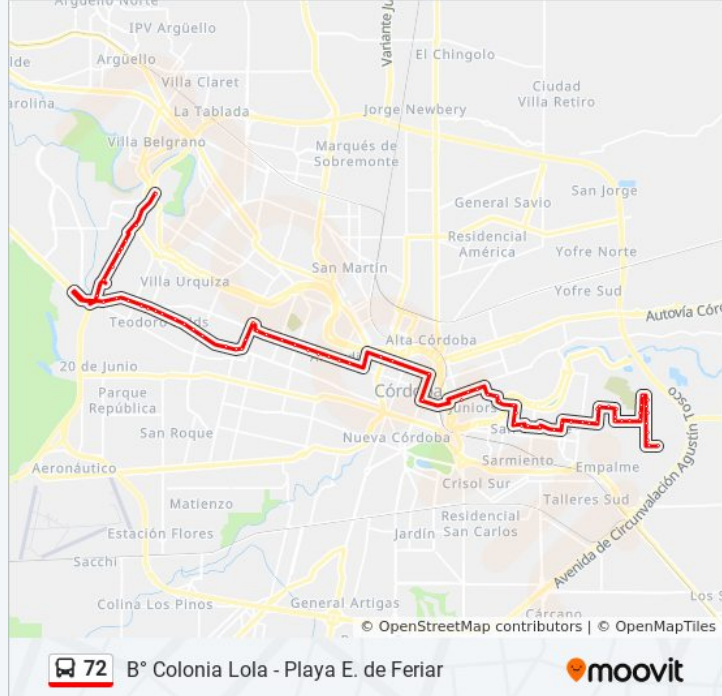 Argüello Norte
IPV Argüello
Argüello
Variante Ju
El Chingolo
Villa Claret
Ciudad
Villa Retiro
La Tablada
Jorge Newbery
Villa Belgrano
Marqués de
Sobremonte
San Jorge
General Savio
Residencial
América
Yofre Norte
San Martín
Villa Urquiza
Yofre Sud
Autovía Córd
Alta Córdoba
20 de Junio
Parque
República
San Roque
Nueva Córdoba
Sarmiento
Empalme
Aeronáutico
Crisol Sur
Talleres Sud
Matienzo
Residencial
San Carlos
Estación Flores
Jardín
Avenida de Circunvalación Agustín Tosco
Sacchi
Colina Los Pinos
General Artigas
Los S
Cárcano
© OpenStreetMap contributors | © OpenMapTiles
72 B° Colonia Lola - Playa E. de Feriar
moovit